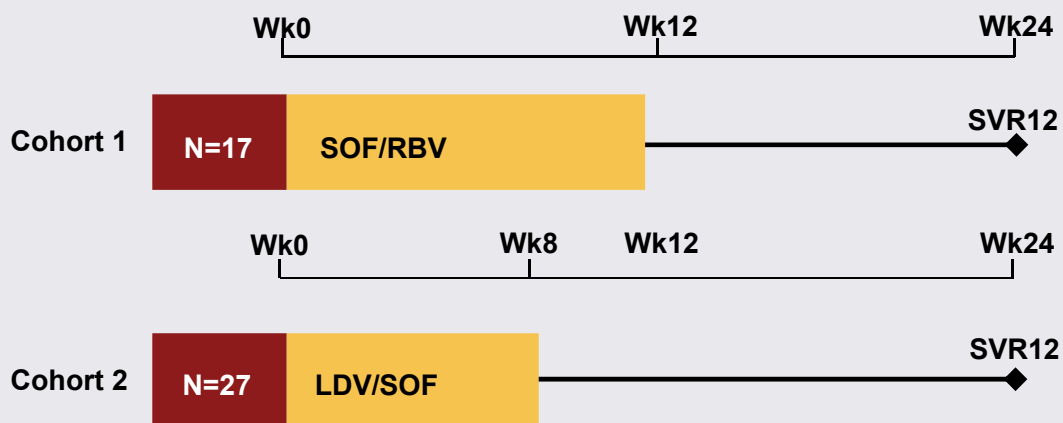 Wk0 Wk12 Wk24
SVR12
Cohort 1 N=17 SOF/RBV
Wk0 Wk8 Wk12 Wk24
SVR12
Cohort 2 N=27 LDV/SOF